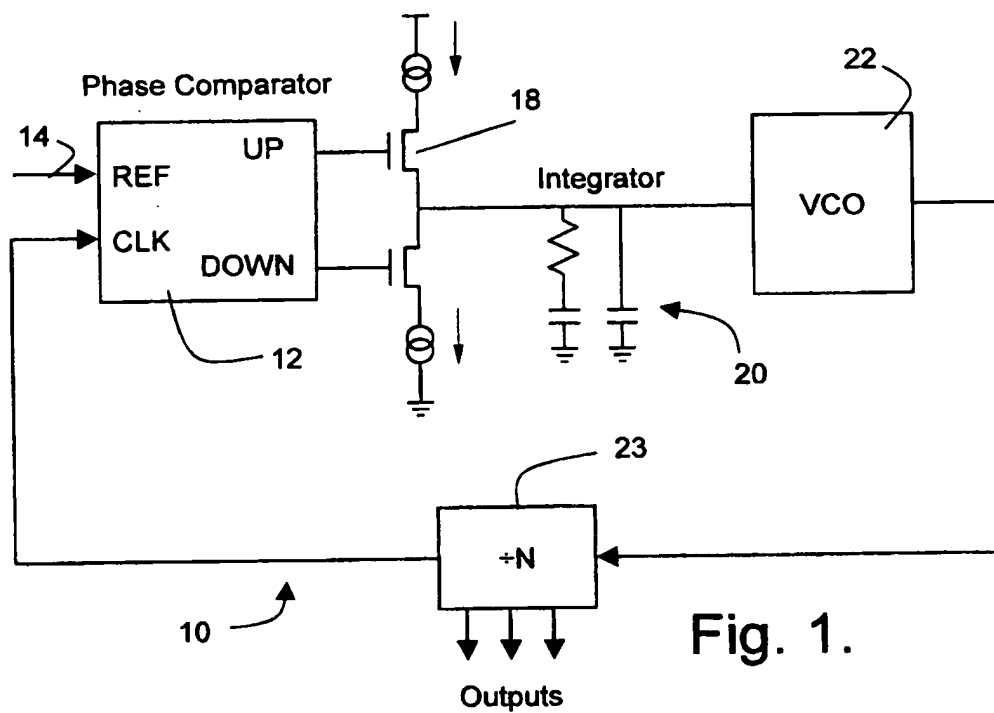 Phase Comparator
14
REF
CLK
UP
DOWN
12
18
Integrator
20
22
VCO
23
÷N
10
Outputs
Fig. 1.